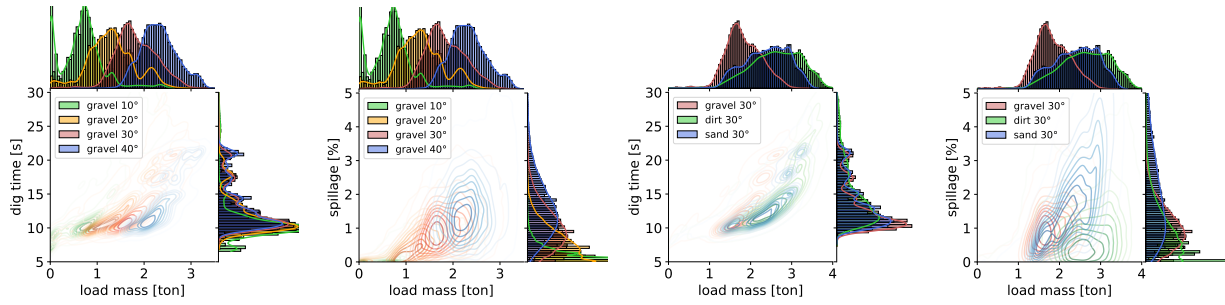 30
25
20
15
10
5
dig time [s]
gravel 10°
gravel 20°
gravel 30°
gravel 40°
0
1
2
3
load mass [ton]
5
4
3
2
1
0
spillage [%]
gravel 10°
gravel 20°
gravel 30°
gravel 40°
0
1
2
3
load mass [ton]
30
25
20
15
10
5
dig time [s]
gravel 30°
dirt 30°
sand 30°
0
1
2
3
4
load mass [ton]
5
4
3
2
1
0
spillage [%]
gravel 30°
dirt 30°
sand 30°
0
1
2
3
4
load mass [ton]